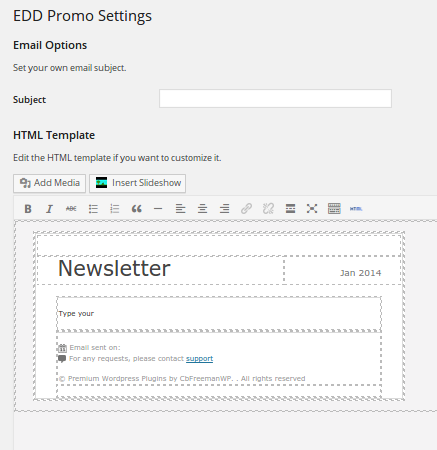 EDD Promo Settings
Email Options
Set your own email subject.
Subject
HTML Template
Edit the HTML template if you want to customize it.
Add Media Insert Slideshow
B I ABC HTML
Newsletter Jan 2014
Type your
Email sent on:
For any requests, please contact support
© Premium Wordpress Plugins by CbFreemanWP. . All rights reserved